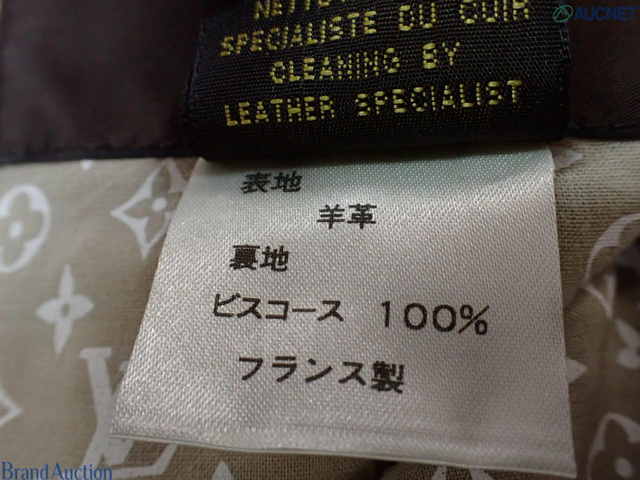 AUCNET
SPECIALISTE DU CUIR
CLEANING BY
LEATHER SPECIALIST
表地
羊革
裏地
ビスコース 100%
フランス製
Brand Auction